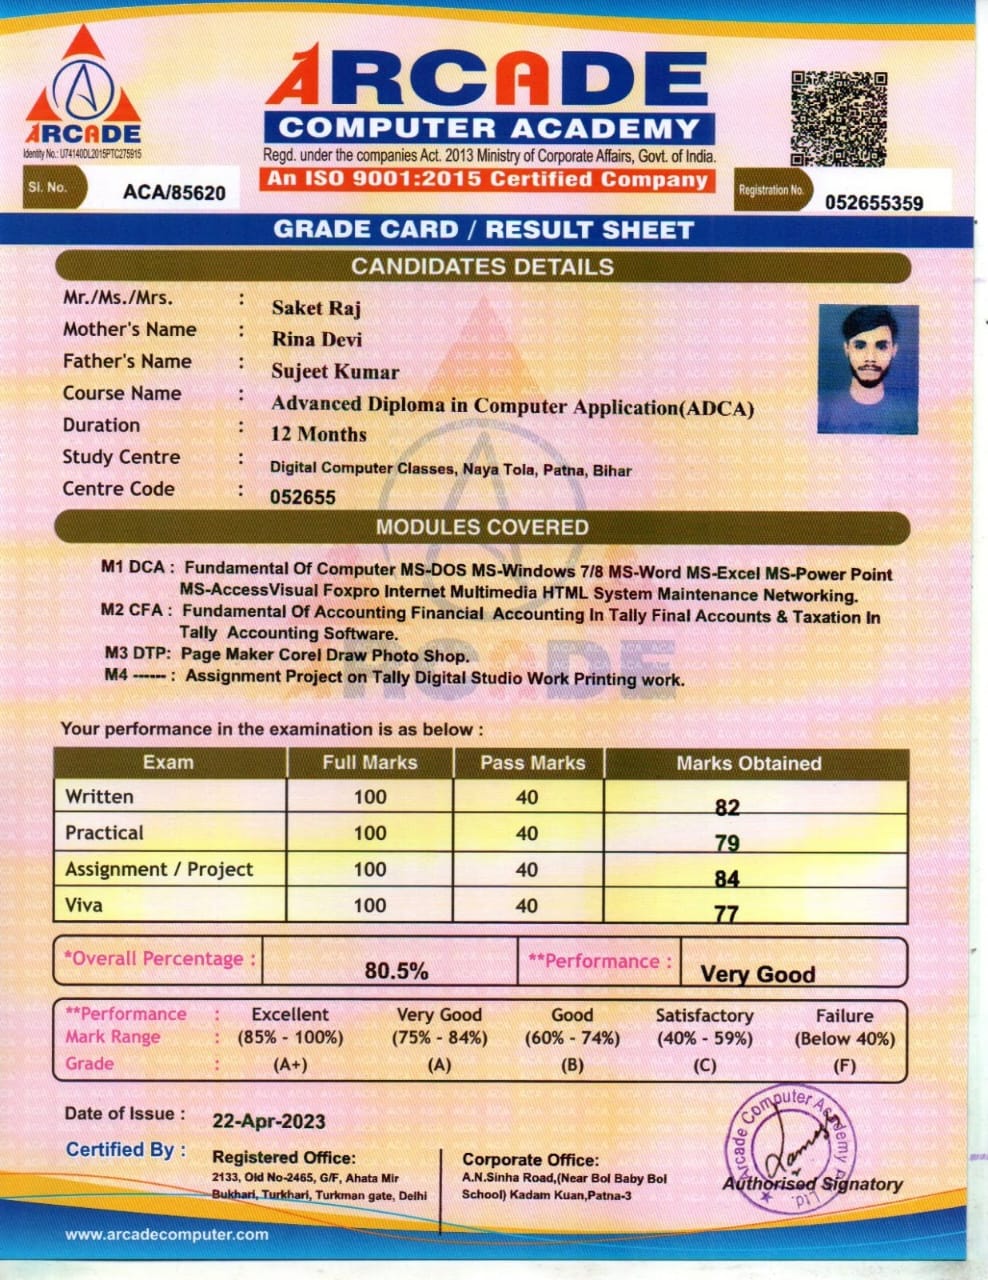 ARCADE
COMPUTER ACADEMY
ARCADE
Identity No.: U74140DL2015PTC275915
Regd. under the companies Act. 2013 Ministry of Corporate Affairs, Govt. of India.
An ISO 9001:2015 Certified Company
Sl. No. ACA/85620
Registration No. 052655359
GRADE CARD / RESULT SHEET
CANDIDATES DETAILS
Mr./Ms./Mrs. : Saket Raj
Mother's Name : Rina Devi
Father's Name : Sujeet Kumar
Course Name : Advanced Diploma in Computer Application(ADCA)
Duration : 12 Months
Study Centre : Digital Computer Classes, Naya Tola, Patna, Bihar
Centre Code : 052655
MODULES COVERED
M1 DCA : Fundamental Of Computer MS-DOS MS-Windows 7/8 MS-Word MS-Excel MS-Power Point
MS-AccessVisual Foxpro Internet Multimedia HTML System Maintenance Networking.
M2 CFA : Fundamental Of Accounting Financial Accounting In Tally Final Accounts & Taxation In
Tally Accounting Software.
M3 DTP: Page Maker Corel Draw Photo Shop.
M4 ------ : Assignment Project on Tally Digital Studio Work Printing work.
ARCADE
Your performance in the examination is as below :
Exam Full Marks Pass Marks Marks Obtained
Written 100 40 82
Practical 100 40 79
Assignment / Project 100 40 84
Viva 100 40 77
*Overall Percentage : 80.5% **Performance : Very Good
**Performance : Excellent Very Good Good Satisfactory Failure
Mark Range : (85% - 100%) (75% - 84%) (60% - 74%) (40% - 59%) (Below 40%)
Grade : (A+) (A) (B) (C) (F)
Date of Issue : 22-Apr-2023
Certified By :
Registered Office:
2133, Old No-2465, G/F, Ahata Mir
Bukhari, Turkhari, Turkman gate, Delhi
Corporate Office:
A.N.Sinha Road,(Near Bol Baby Bol
School) Kadam Kuan,Patna-3
Arcade Computer Academy Ltd.
Authorised Signatory
www.arcadecomputer.com